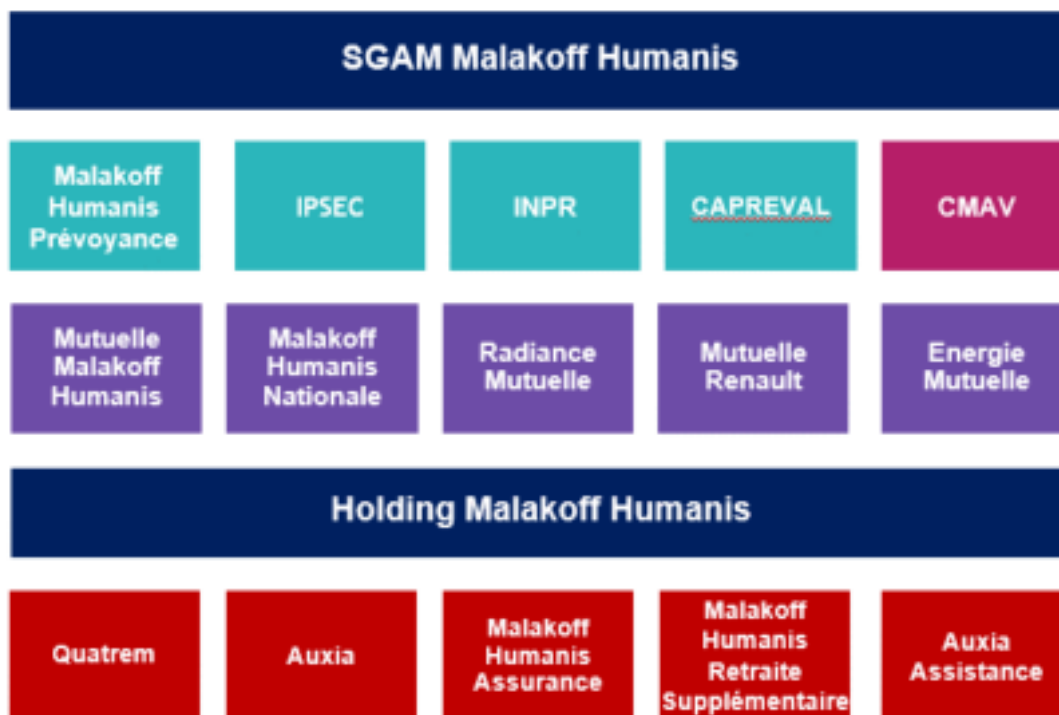 SGAM Malakoff Humanis
Malakoff
Humanis
Prévoyance
IPSEC
INPR
CAPREVAL
CMAV
Mutuelle
Malakoff
Humanis
Malakoff
Humanis
Nationale
Radiance
Mutuelle
Mutuelle
Renault
Energie
Mutuelle
Holding Malakoff Humanis
Quatrem
Auxia
Malakoff
Humanis
Assurance
Malakoff
Humanis
Retraite
Supplémentaire
Auxia
Assistance